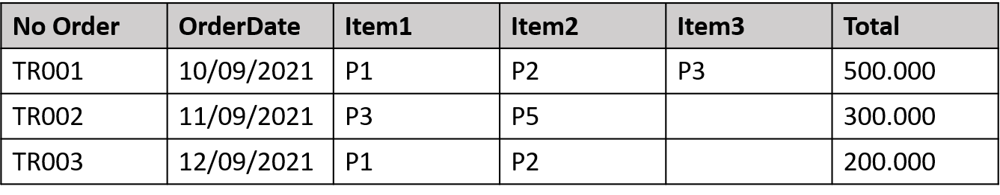 No Order OrderDate Item1 Item2 Item3 Total
TR001 10/09/2021 P1 P2 P3 500.000
TR002 11/09/2021 P3 P5 300.000
TR003 12/09/2021 P1 P2 200.000